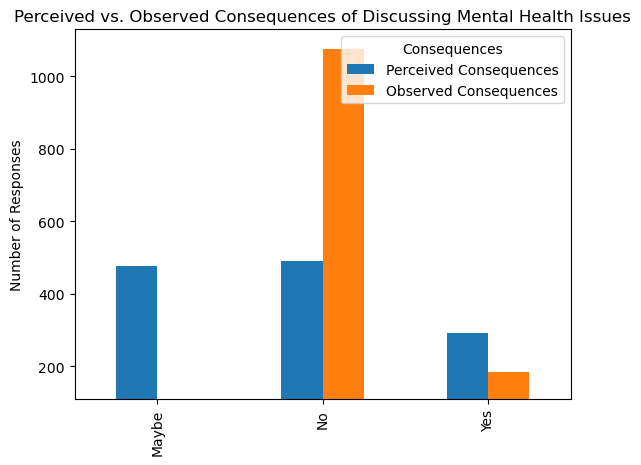 Perceived vs. Observed Consequences of Discussing Mental Health Issues
Consequences
Perceived Consequences
Observed Consequences
Number of Responses
1000
800
600
400
200
Maybe
No
Yes